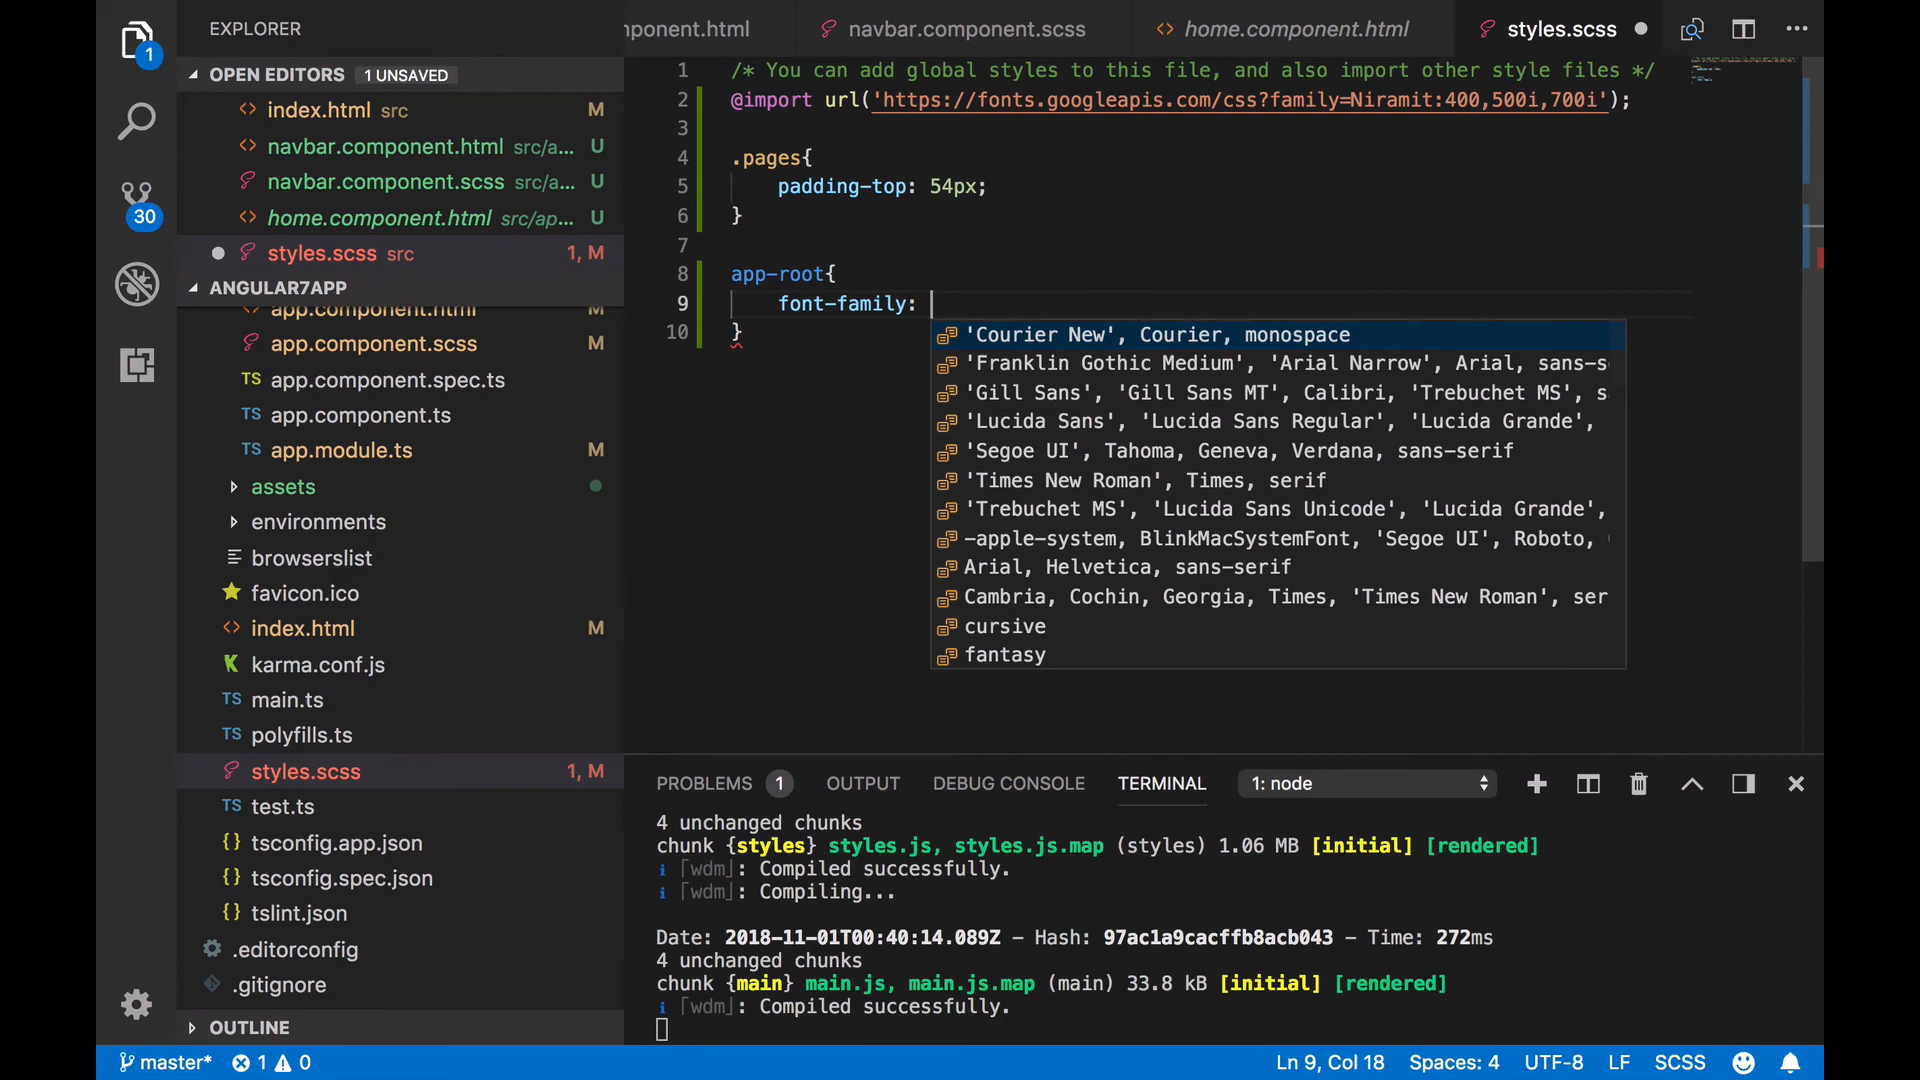 EXPLORER
OPEN EDITORS 1 UNSAVED
index.html src M
navbar.component.html src/a... U
navbar.component.scss src/a... U
home.component.html src/ap... U
styles.scss src 1, M
ANGULAR7APP
app.component.html M
app.component.scss M
app.component.spec.ts
app.component.ts
app.module.ts M
assets
environments
browserslist
favicon.ico
index.html M
karma.conf.js
main.ts
polyfills.ts
styles.scss 1, M
test.ts
tsconfig.app.json
tsconfig.spec.json
tslint.json
.editorconfig
.gitignore
OUTLINE
1
30
mponent.html navbar.component.scss home.component.html styles.scss
1 /* You can add global styles to this file, and also import other style files */
2 @import url('https://fonts.googleapis.com/css?family=Niramit:400,500i,700i');
3
4 .pages{
5 padding-top: 54px;
6 }
7
8 app-root{
9 font-family:
10 }
'Courier New', Courier, monospace
'Franklin Gothic Medium', 'Arial Narrow', Arial, sans-s
'Gill Sans', 'Gill Sans MT', Calibri, 'Trebuchet MS', s
'Lucida Sans', 'Lucida Sans Regular', 'Lucida Grande',
'Segoe UI', Tahoma, Geneva, Verdana, sans-serif
'Times New Roman', Times, serif
'Trebuchet MS', 'Lucida Sans Unicode', 'Lucida Grande',
-apple-system, BlinkMacSystemFont, 'Segoe UI', Roboto,
Arial, Helvetica, sans-serif
Cambria, Cochin, Georgia, Times, 'Times New Roman', ser
cursive
fantasy
PROBLEMS 1 OUTPUT DEBUG CONSOLE TERMINAL 1: node
4 unchanged chunks
chunk {styles} styles.js, styles.js.map (styles) 1.06 MB [initial] [rendered]
ℹ ｢wdm｣: Compiled successfully.
ℹ ｢wdm｣: Compiling...
Date: 2018-11-01T00:40:14.089Z - Hash: 97ac1a9cacffb8acb043 - Time: 272ms
4 unchanged chunks
chunk {main} main.js, main.js.map (main) 33.8 kB [initial] [rendered]
ℹ ｢wdm｣: Compiled successfully.
master* 1 0 Ln 9, Col 18 Spaces: 4 UTF-8 LF SCSS